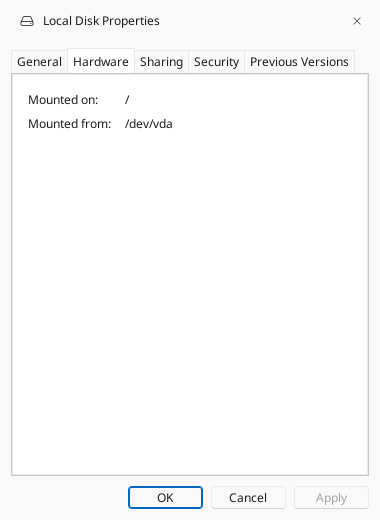 Local Disk Properties
General Hardware Sharing Security Previous Versions
Mounted on: /
Mounted from: /dev/vda
OK Cancel Apply